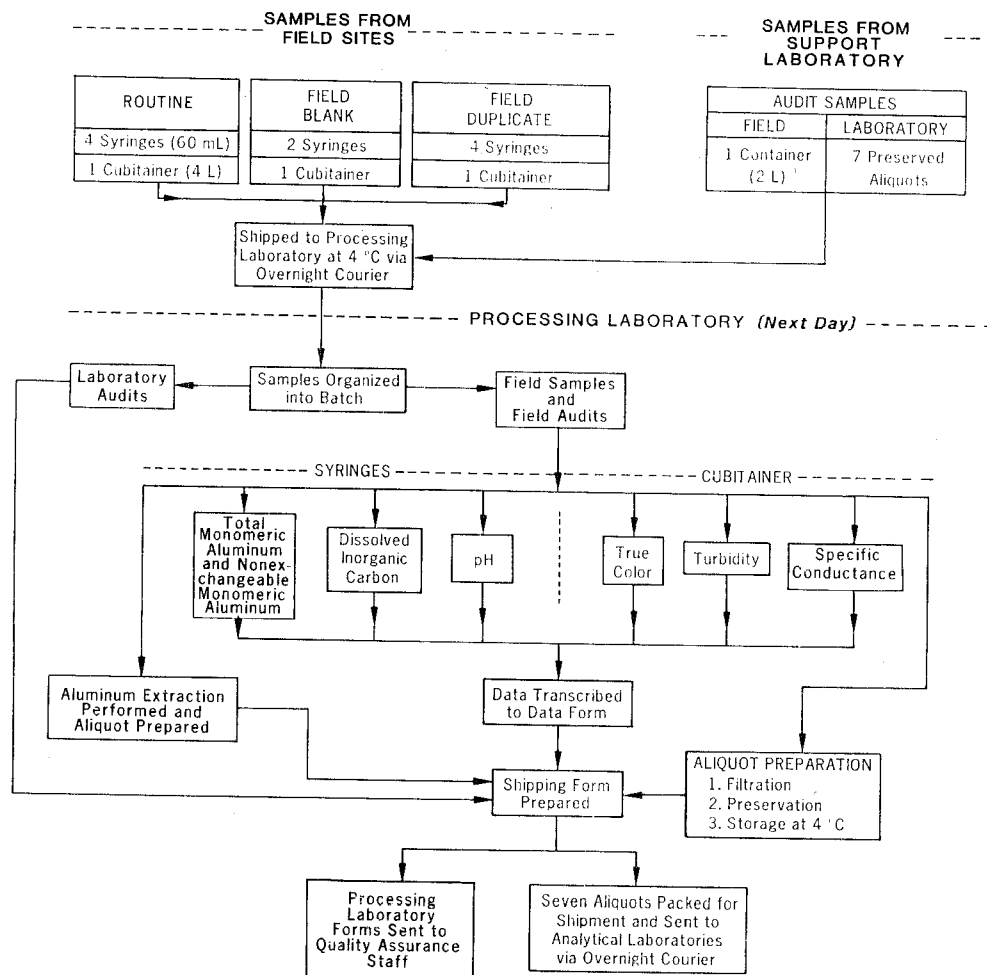 SAMPLES FROM
FIELD SITES
SAMPLES FROM
SUPPORT
LABORATORY
ROUTINE
4 Syringes (60 mL)
1 Cubitainer (4 L)
FIELD
BLANK
2 Syringes
1 Cubitainer
FIELD
DUPLICATE
4 Syringes
1 Cubitainer
AUDIT SAMPLES
FIELD
1 Container
(2 L)
LABORATORY
7 Preserved
Aliquots
Shipped to Processing
Laboratory at 4 °C via
Overnight Courier
PROCESSING LABORATORY (Next Day)
Laboratory
Audits
Samples Organized
into Batch
Field Samples
and
Field Audits
SYRINGES
CUBITAINER
Total
Monomeric
Aluminum
and Nonex-
changeable
Monomeric
Aluminum
Dissolved
Inorganic
Carbon
pH
True
Color
Turbidity
Specific
Conductance
Aluminum Extraction
Performed and
Aliquot Prepared
Data Transcribed
to Data Form
Shipping Form
Prepared
ALIQUOT PREPARATION
1. Filtration
2. Preservation
3. Storage at 4 °C
Processing
Laboratory
Forms Sent to
Quality Assurance
Staff
Seven Aliquots Packed for
Shipment and Sent to
Analytical Laboratories
via Overnight Courier